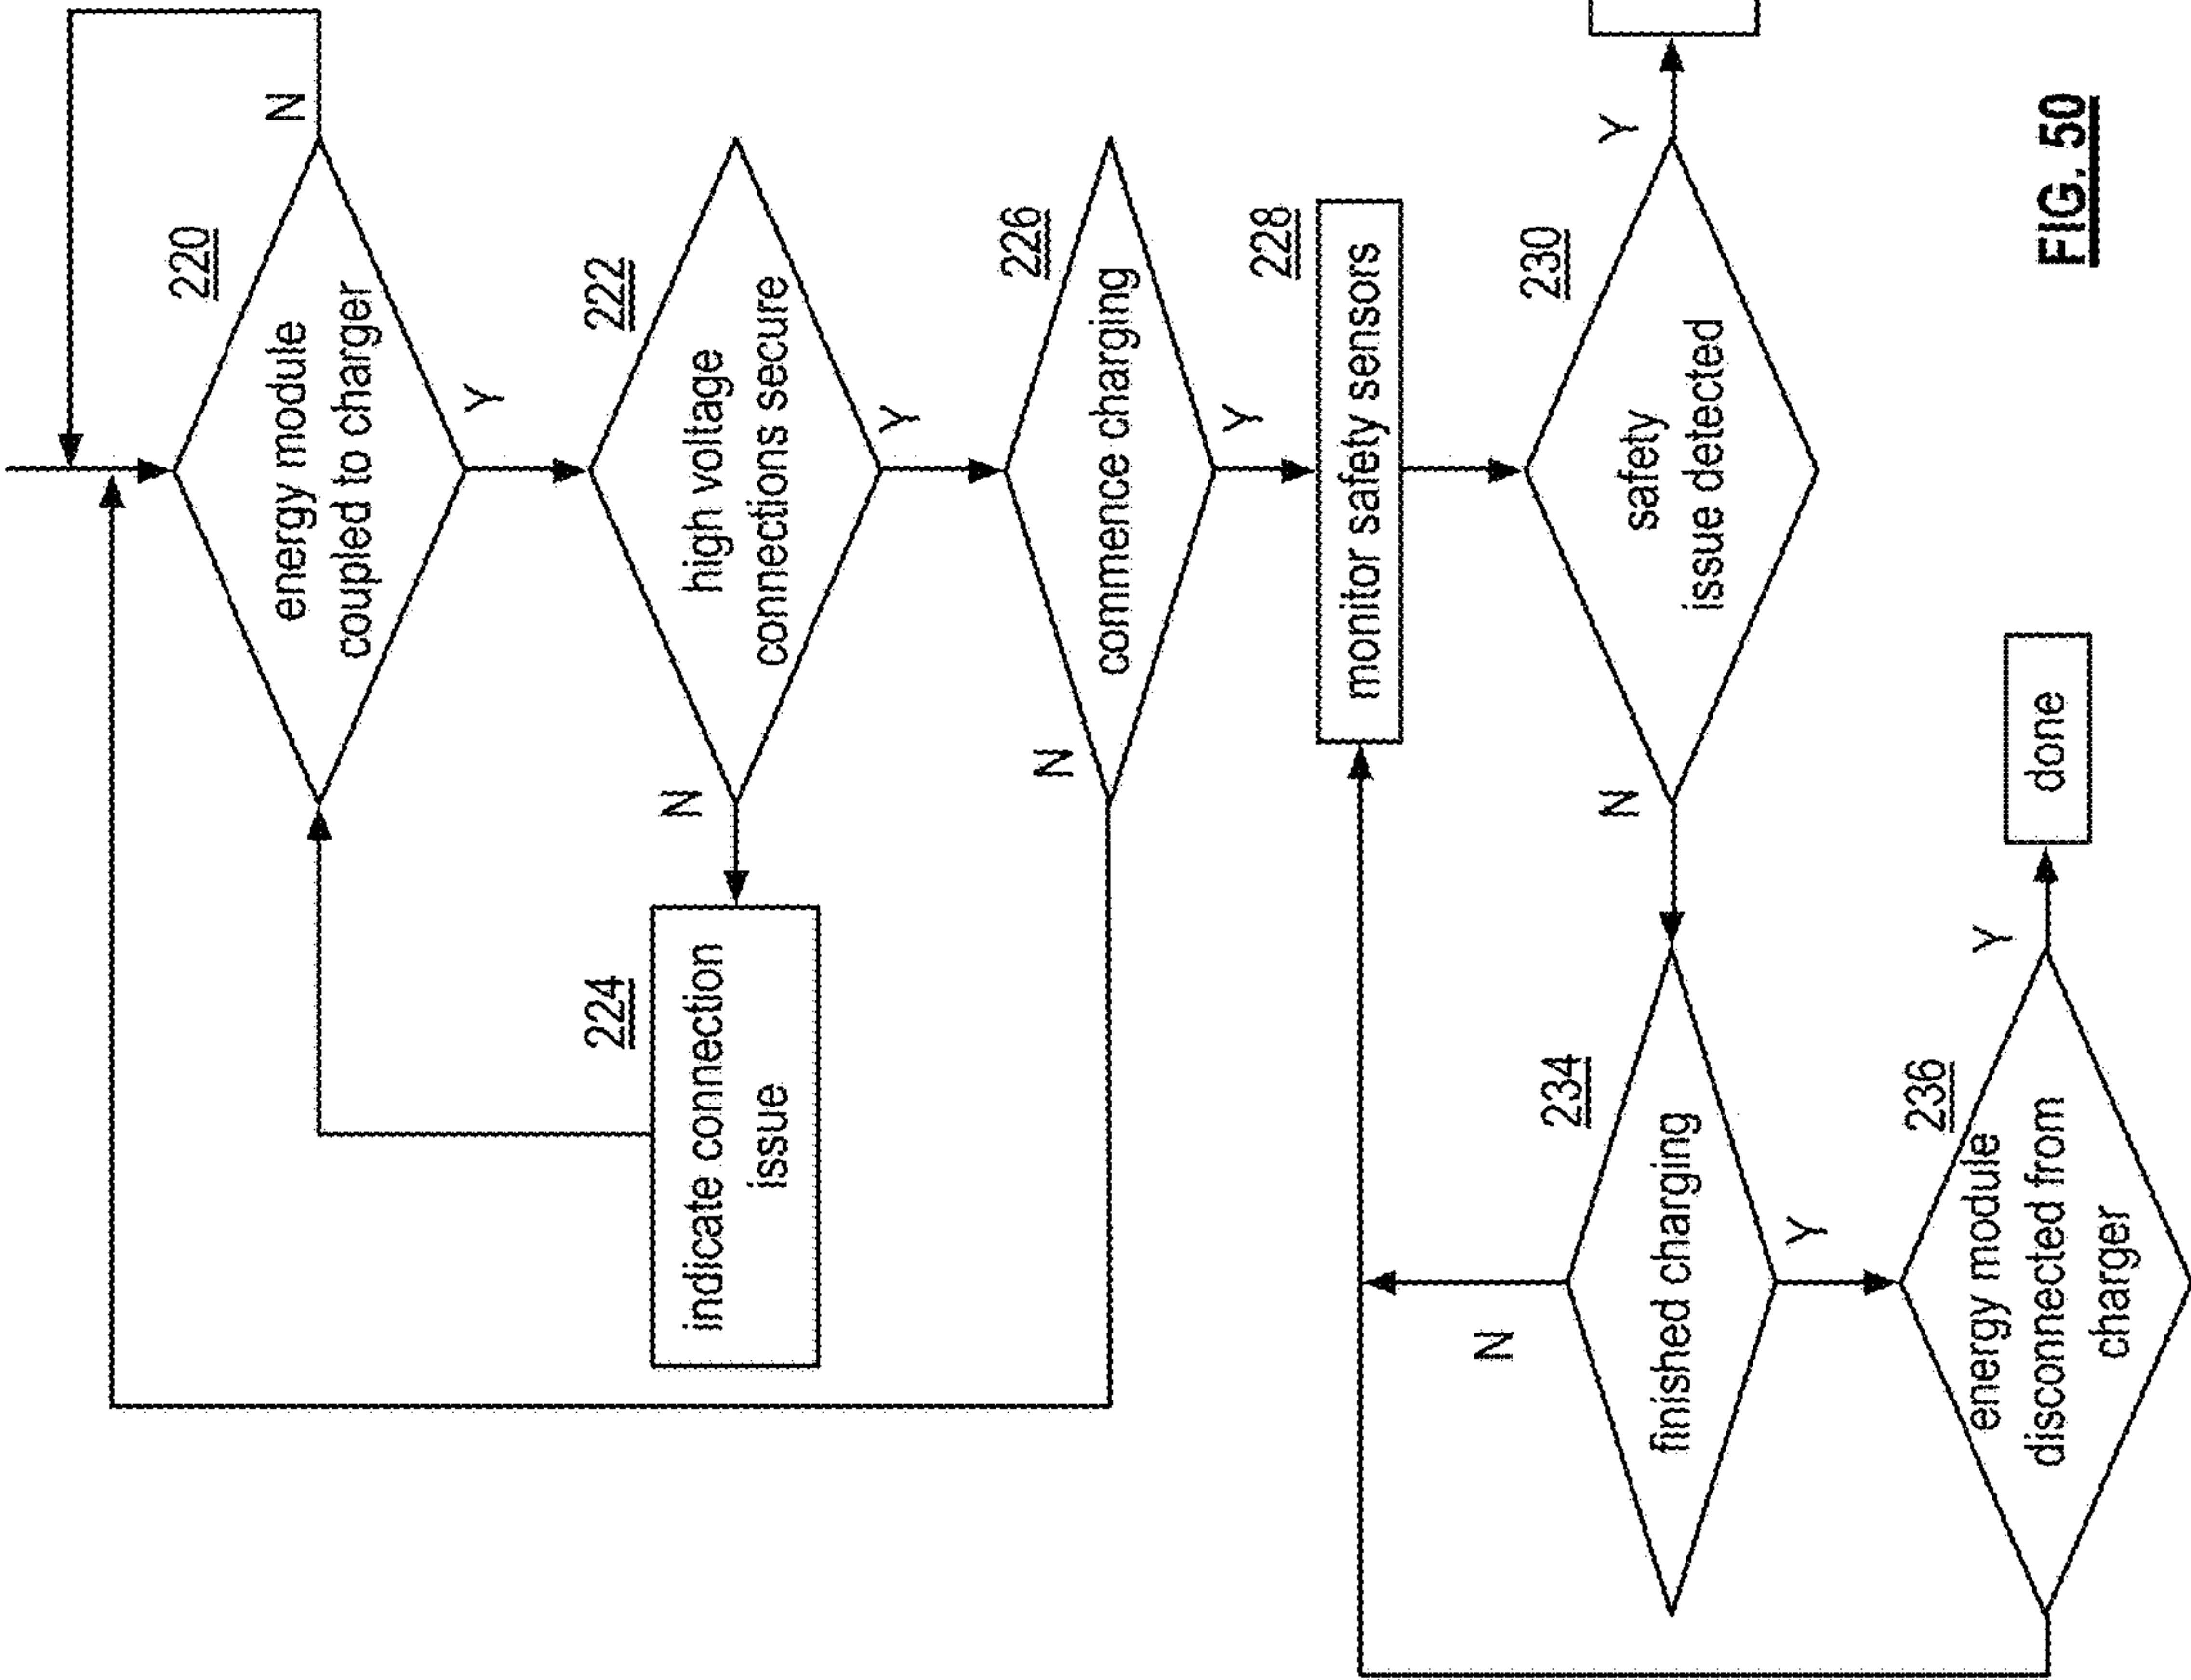 220
energy module
coupled to charger
N
Y
222
high voltage
connections secure
N
Y
224
indicate connection
issue
226
commence charging
N
Y
228
monitor safety sensors
230
safety
issue detected
Y
N
234
finished charging
N
Y
236
energy module
disconnected from
charger
Y
done
FIG. 50